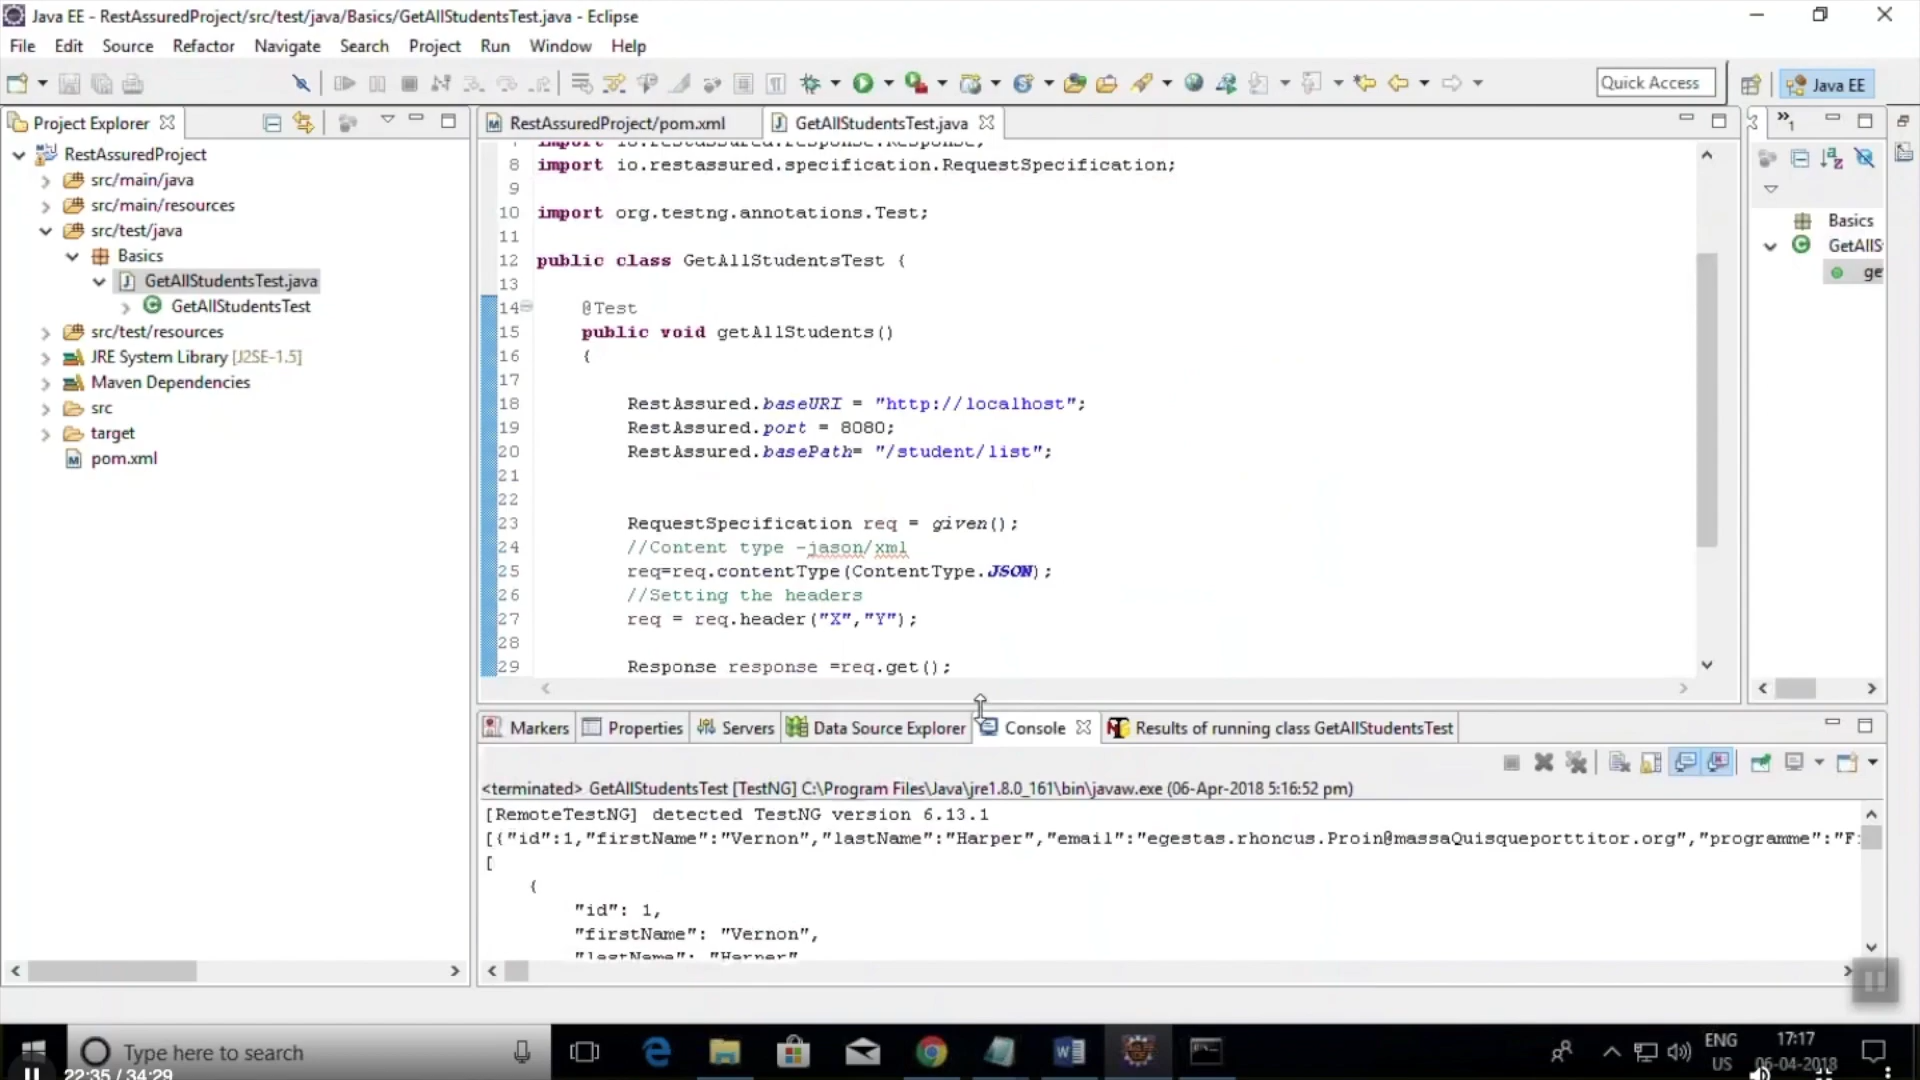 Java EE - RestAssuredProject/src/test/java/Basics/GetAllStudentsTest.java - Eclipse
File Edit Source Refactor Navigate Search Project Run Window Help
Quick Access
Java EE
Project Explorer
RestAssuredProject
src/main/java
src/main/resources
src/test/java
Basics
GetAllStudentsTest.java
GetAllStudentsTest
src/test/resources
JRE System Library [J2SE-1.5]
Maven Dependencies
src
target
pom.xml
RestAssuredProject/pom.xml
GetAllStudentsTest.java
import io.restassured.response.Response;
8 import io.restassured.specification.RequestSpecification;
9
10 import org.testng.annotations.Test;
11
12 public class GetAllStudentsTest {
13
14 @Test
15 public void getAllStudents()
16 {
17
18 RestAssured.baseURI = "http://localhost";
19 RestAssured.port = 8080;
20 RestAssured.basePath= "/student/list";
21
22
23 RequestSpecification req = given();
24 //Content type -jason/xml
25 req=req.contentType(ContentType.JSON);
26 //Setting the headers
27 req = req.header("X","Y");
28
29 Response response =req.get();
Basics
GetAllS
ge
Markers Properties Servers Data Source Explorer Console Results of running class GetAllStudentsTest
<terminated> GetAllStudentsTest [TestNG] C:\Program Files\Java\jre1.8.0_161\bin\javaw.exe (06-Apr-2018 5:16:52 pm)
[RemoteTestNG] detected TestNG version 6.13.1
[{"id":1,"firstName":"Vernon","lastName":"Harper","email":"egestas.rhoncus.Proin@massaQuisqueporttitor.org","programme":"F
[
{
"id": 1,
"firstName": "Vernon",
"lastName": "Harper"
Type here to search
ENG
US
17:17
06-04-2018
22:35 / 34:29